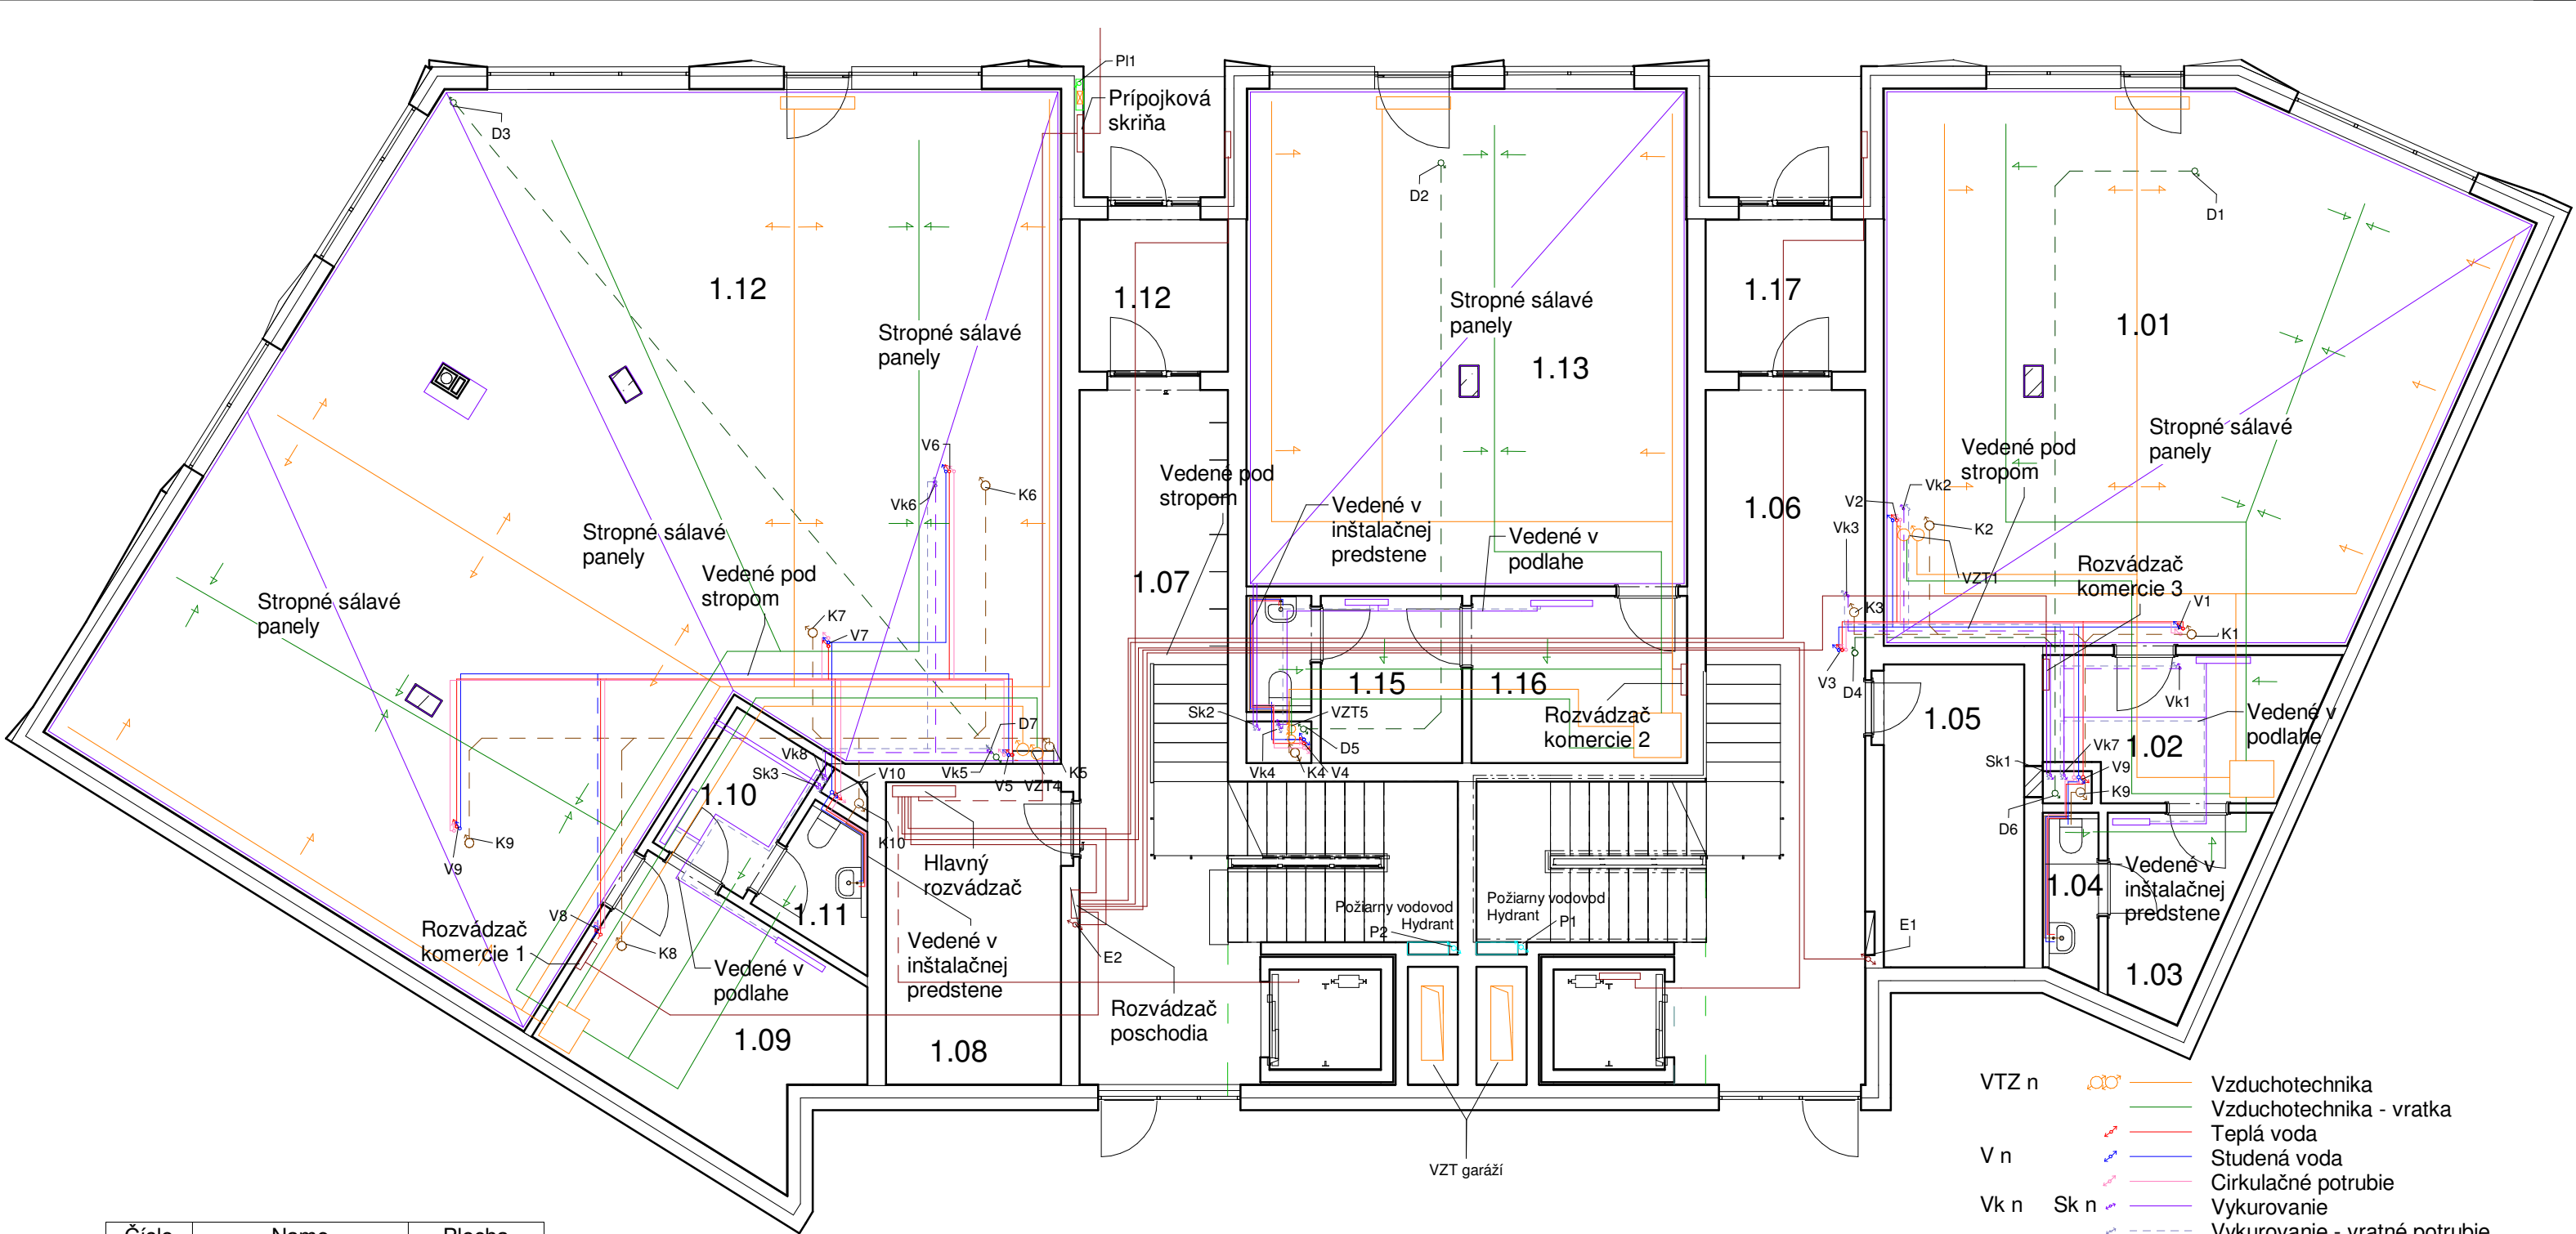 Pl1
Prípojková
skriňa
D3
D2
D1
1.12
1.12
1.17
1.01
1.13
Stropné sálavé
panely
Stropné sálavé
panely
Stropné sálavé
panely
Vedené pod
stropom
V6
K6
Vk6
Vedené pod
stropom
Vedené v
inštalačnej
predstene
Vedené v
podlahe
1.06
V2
Vk2
Vk3
K2
VZT1
Stropné sálavé
panely
Vedené pod
stropom
1.07
Rozvádzač
komercie 3
Stropné sálavé
panely
K7
V7
K3
V1
K1
V3
D4
1.15
1.16
Sk2
VZT5
D5
Vk4
K4
V4
Rozvádzač
komercie 2
1.05
Vk1
1.02
Vedené v
podlahe
D7
Vk5
V5
VZT4
K5
Vk8
Sk3
V10
K10
1.10
Sk1
Vk7
V9
K9
D6
K9
V9
Hlavný
rozvádzač
1.11
V8
K8
Rozvádzač
komercie 1
Vedené v
podlahe
Vedené v
inštalačnej
predstene
Požiarny vodovod
Hydrant
P2
Požiarny vodovod
Hydrant
P1
E1
E2
1.04
Vedené v
inštalačnej
predstene
1.03
Rozvádzač
poschodia
1.09
1.08
VZT garáží
VTZ n
Vzduchotechnika
Vzduchotechnika - vratka
Teplá voda
V n
Studená voda
Cirkulačné potrubie
Vk n
Sk n
Vykurovanie
Vykurovanie - vratné potrubie
Číslo
Name
Plocha